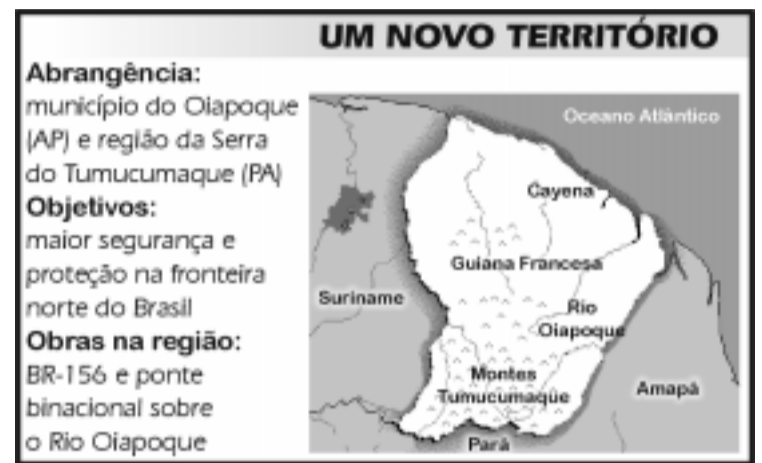 UM NOVO TERRITÓRIO
Abrangência:
município do Oiapoque
(AP) e região da Serra
do Tumucumaque (PA)
Objetivos:
maior segurança e
proteção na fronteira
norte do Brasil
Obras na região:
BR-156 e ponte
binacional sobre
o Rio Oiapoque
Oceano Atlântico
Cayena
Guiana Francesa
Suriname
Rio
Oiapoque
Montes
Tumucumaque
Amapá
Pará